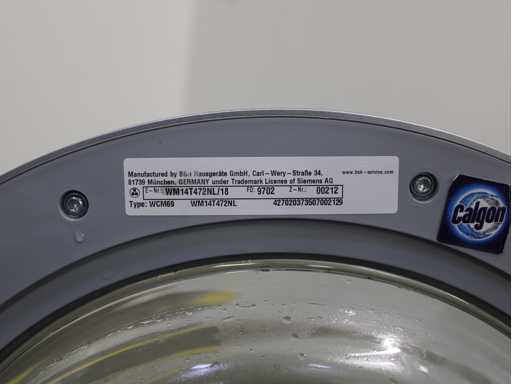 Manufactured by BSH Hausgeräte GmbH, Carl-Wery-Straße 34, www.bsh-service.com
81739 München, GERMANY under Trademark License of Siemens AG
E-Nr. WM14T472NL/18 FD: 9702 Z-Nr.: 00212
Type: WCM69 WM14T472NL 427020373507002129
Calgon